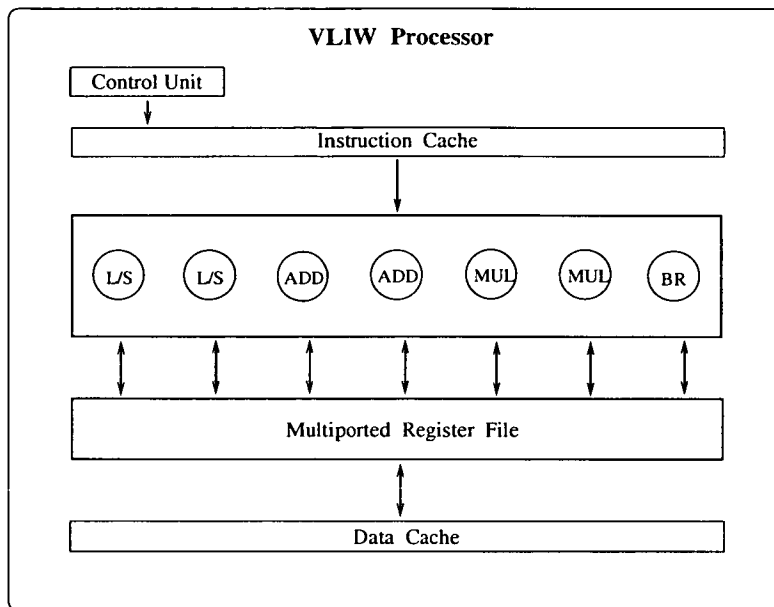 VLIW Processor
Control Unit
Instruction Cache
L/S L/S ADD ADD MUL MUL BR
Multiported Register File
Data Cache